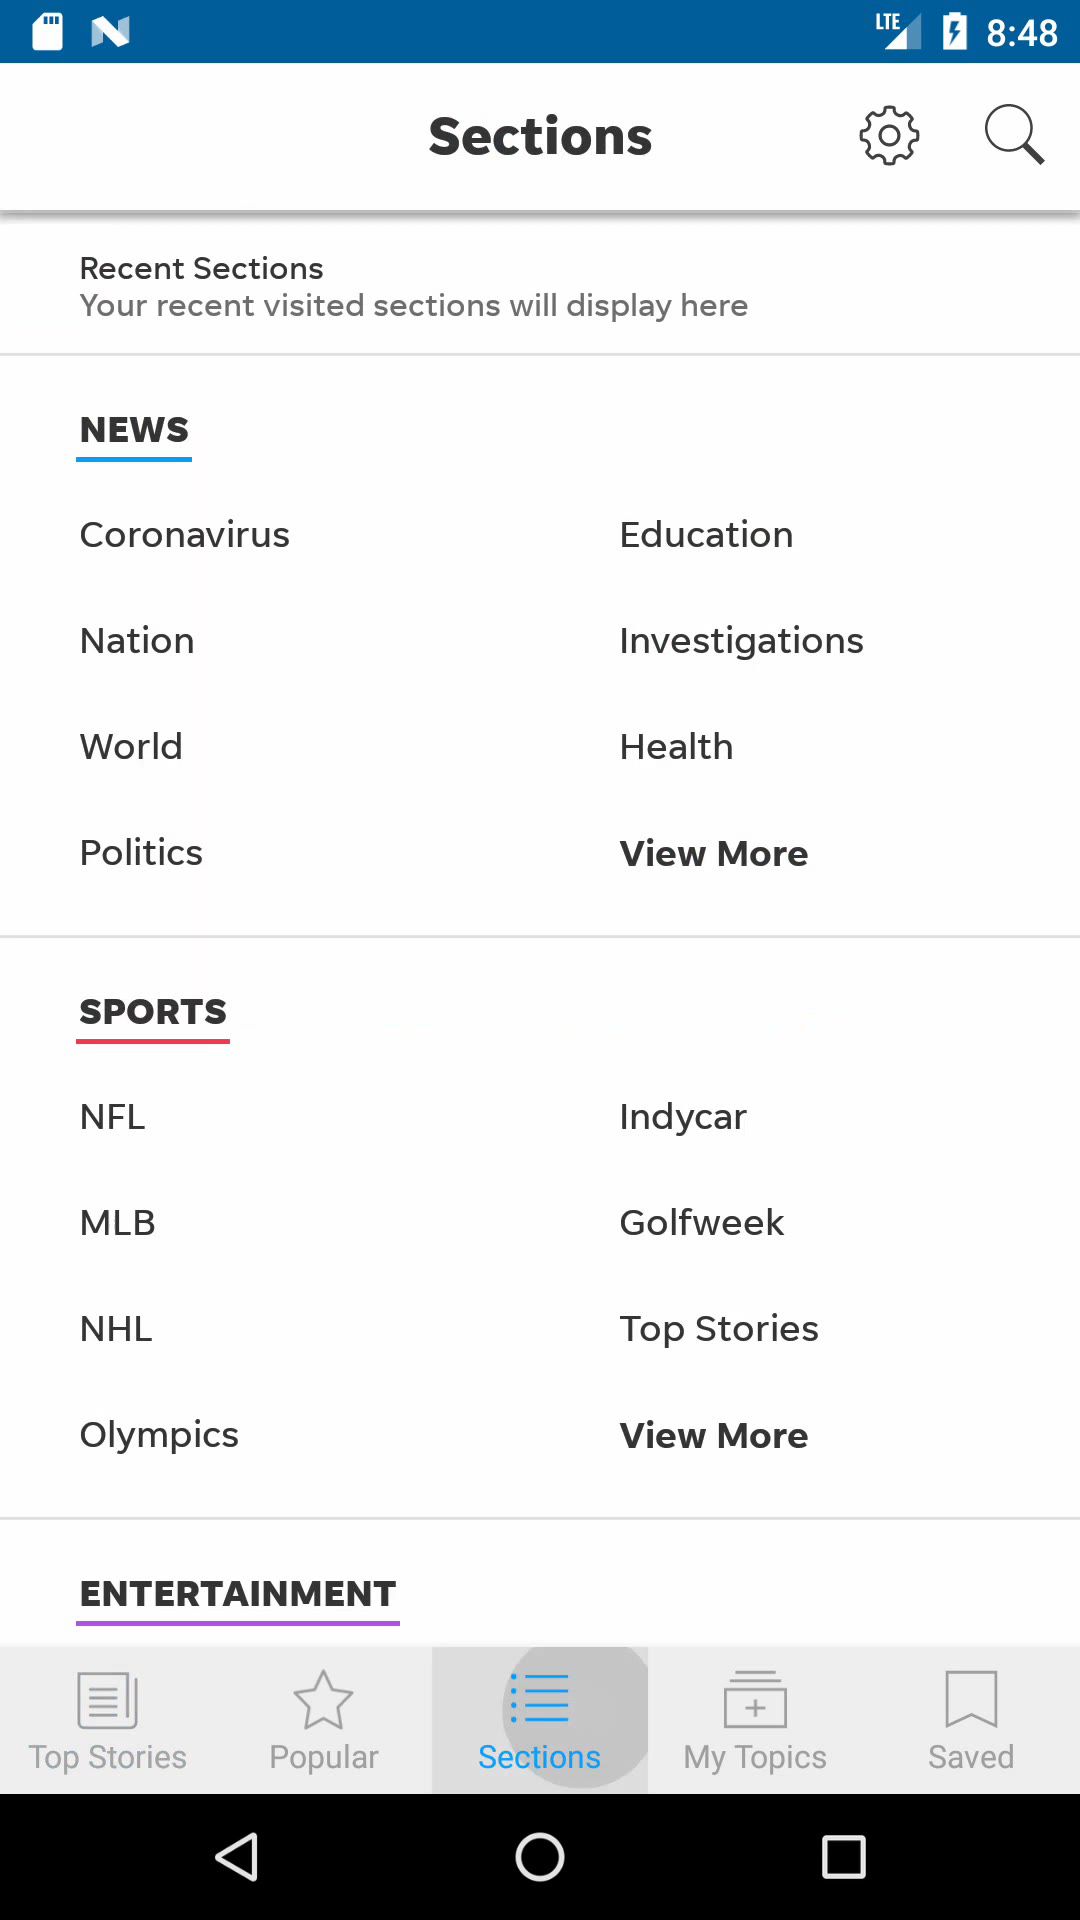 LTE 8:48
Sections
Recent Sections
Your recent visited sections will display here
NEWS
Coronavirus Education
Nation Investigations
World Health
Politics View More
SPORTS
NFL Indycar
MLB Golfweek
NHL Top Stories
Olympics View More
ENTERTAINMENT
Top Stories Popular Sections My Topics Saved